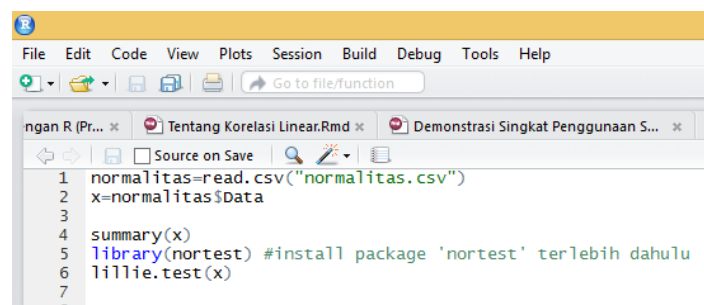 R
File Edit Code View Plots Session Build Debug Tools Help
Go to file/function
ngan R (Pr... Tentang Korelasi Linear.Rmd Demonstrasi Singkat Penggunaan S...
Source on Save
1 normalitas=read.csv("normalitas.csv")
2 x=normalitas$Data
3
4 summary(x)
5 library(nortest) #install package 'nortest' terlebih dahulu
6 lillie.test(x)
7